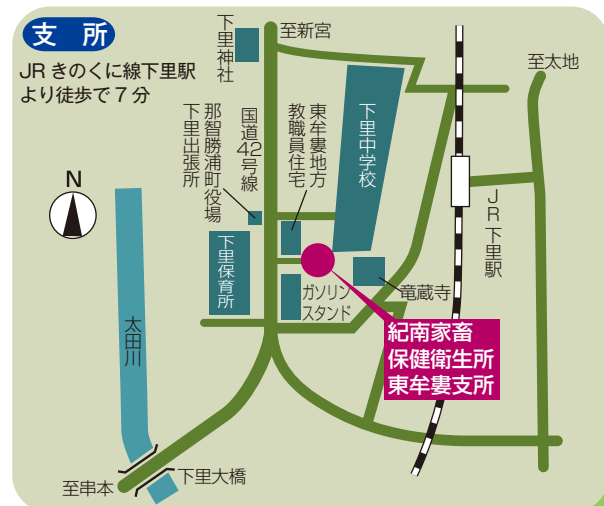 支所
JRきのくに線下里駅
より徒歩で7分
至新宮
下里神社
至太地
下里中学校
東牟婁地方
教職員住宅
国道42号線
那智勝浦町役場
下里出張所
N
JR下里駅
下里保育所
ガソリン
スタンド
竜蔵寺
太田川
紀南家畜
保健衛生所
東牟婁支所
下里大橋
至串本